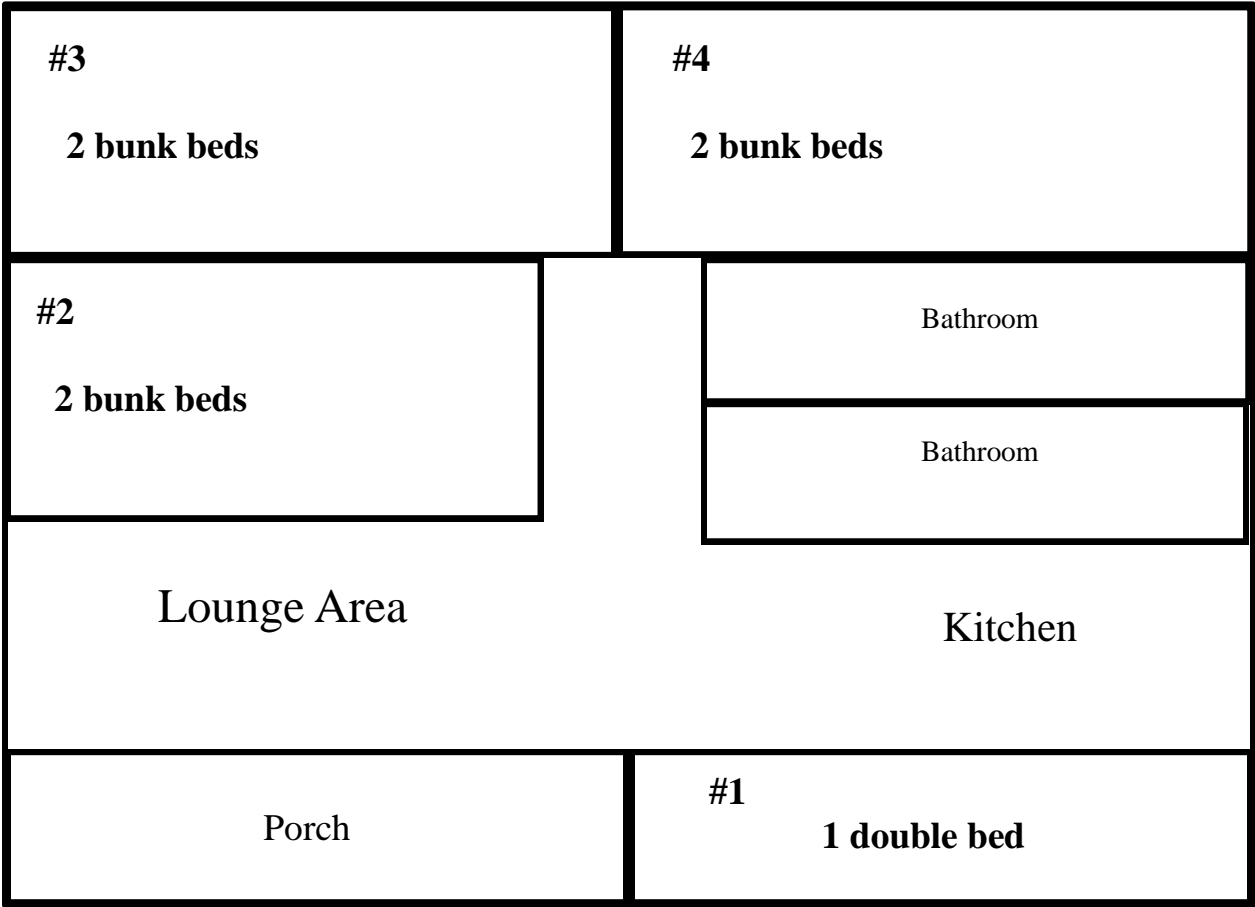 #3
2 bunk beds
#4
2 bunk beds
#2
2 bunk beds
Bathroom
Bathroom
Lounge Area
Kitchen
Porch
#1
1 double bed